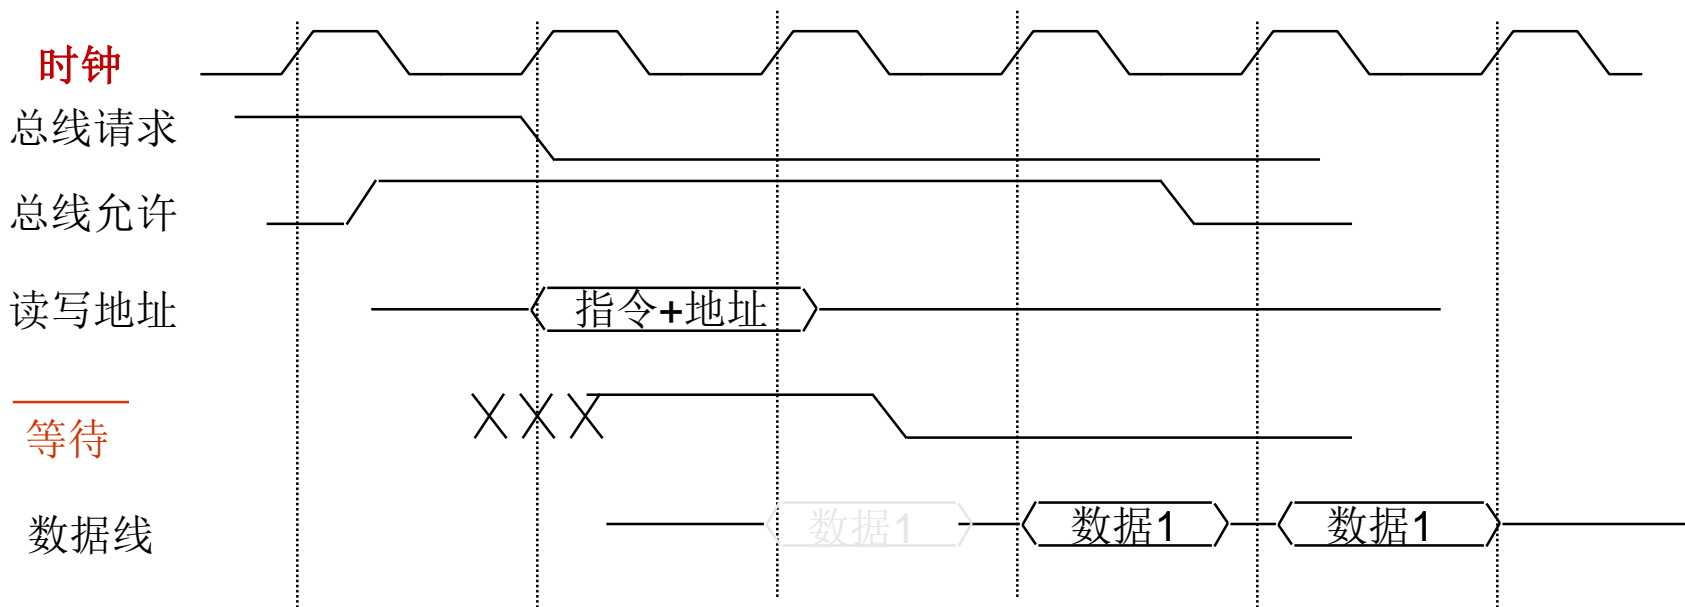 时钟
总线请求
总线允许
读写地址
指令+地址
等待
数据线
数据1
数据1
数据1